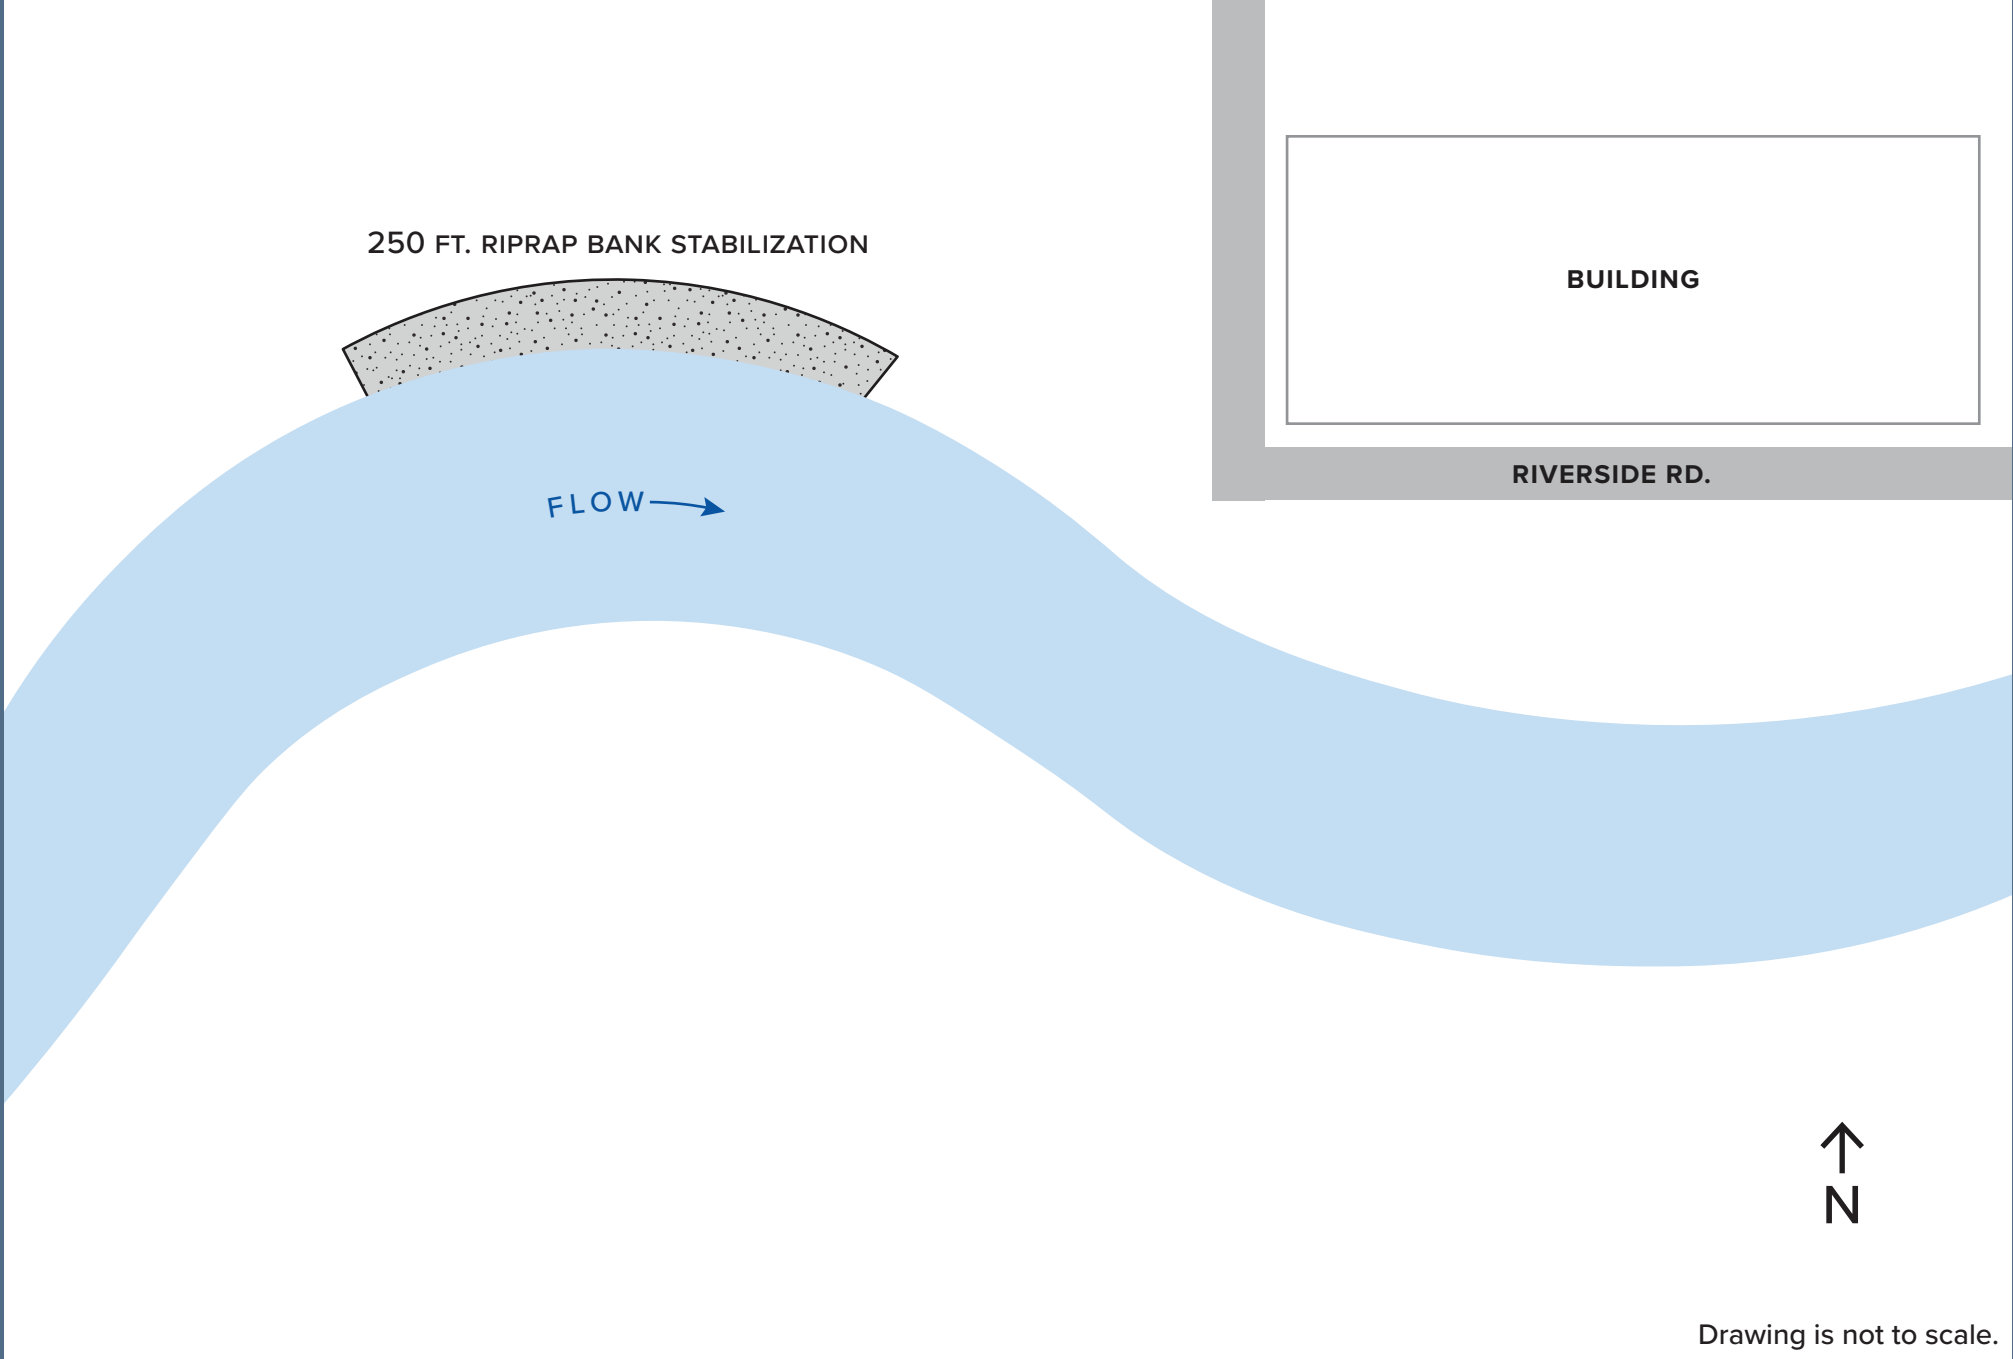 250 FT. RIPRAP BANK STABILIZATION
BUILDING
RIVERSIDE RD.
FLOW
N
Drawing is not to scale.